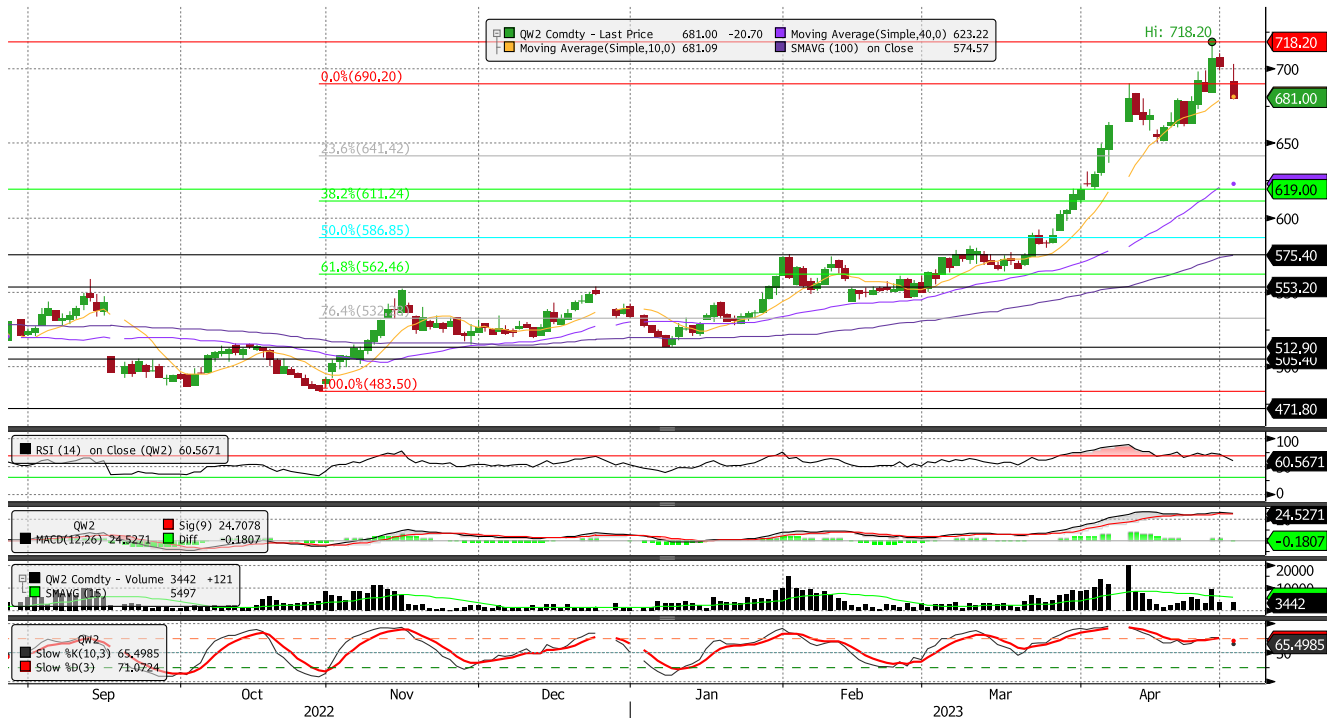 QW2 Comdty - Last Price 681.00 -20.70
Moving Average(Simple,40,0) 623.22
Moving Average(Simple,10,0) 681.09
SMAVG (100) on Close 574.57
Hi: 718.20
718.20
700
681.00
650
619.00
600
575.40
553.20
512.90
505.40
471.80
0.0%(690.20)
23.6%(641.42)
38.2%(611.24)
50.0%(586.85)
61.8%(562.46)
100.0%(483.50)
RSI (14) on Close (QW2) 60.5671
100
60.5671
0
QW2
Sig(9) 24.7078
MACD(12,26) 24.5271
Diff -0.1807
24.5271
-0.1807
QW2 Comdty - Volume 3442 +121
SMAVG (15) 5497
20000
3442
QW2
Slow %K(10,3) 65.4985
Slow %D(3) 71.0724
65.4985
Sep Oct Nov Dec Jan Feb Mar Apr
2022 2023